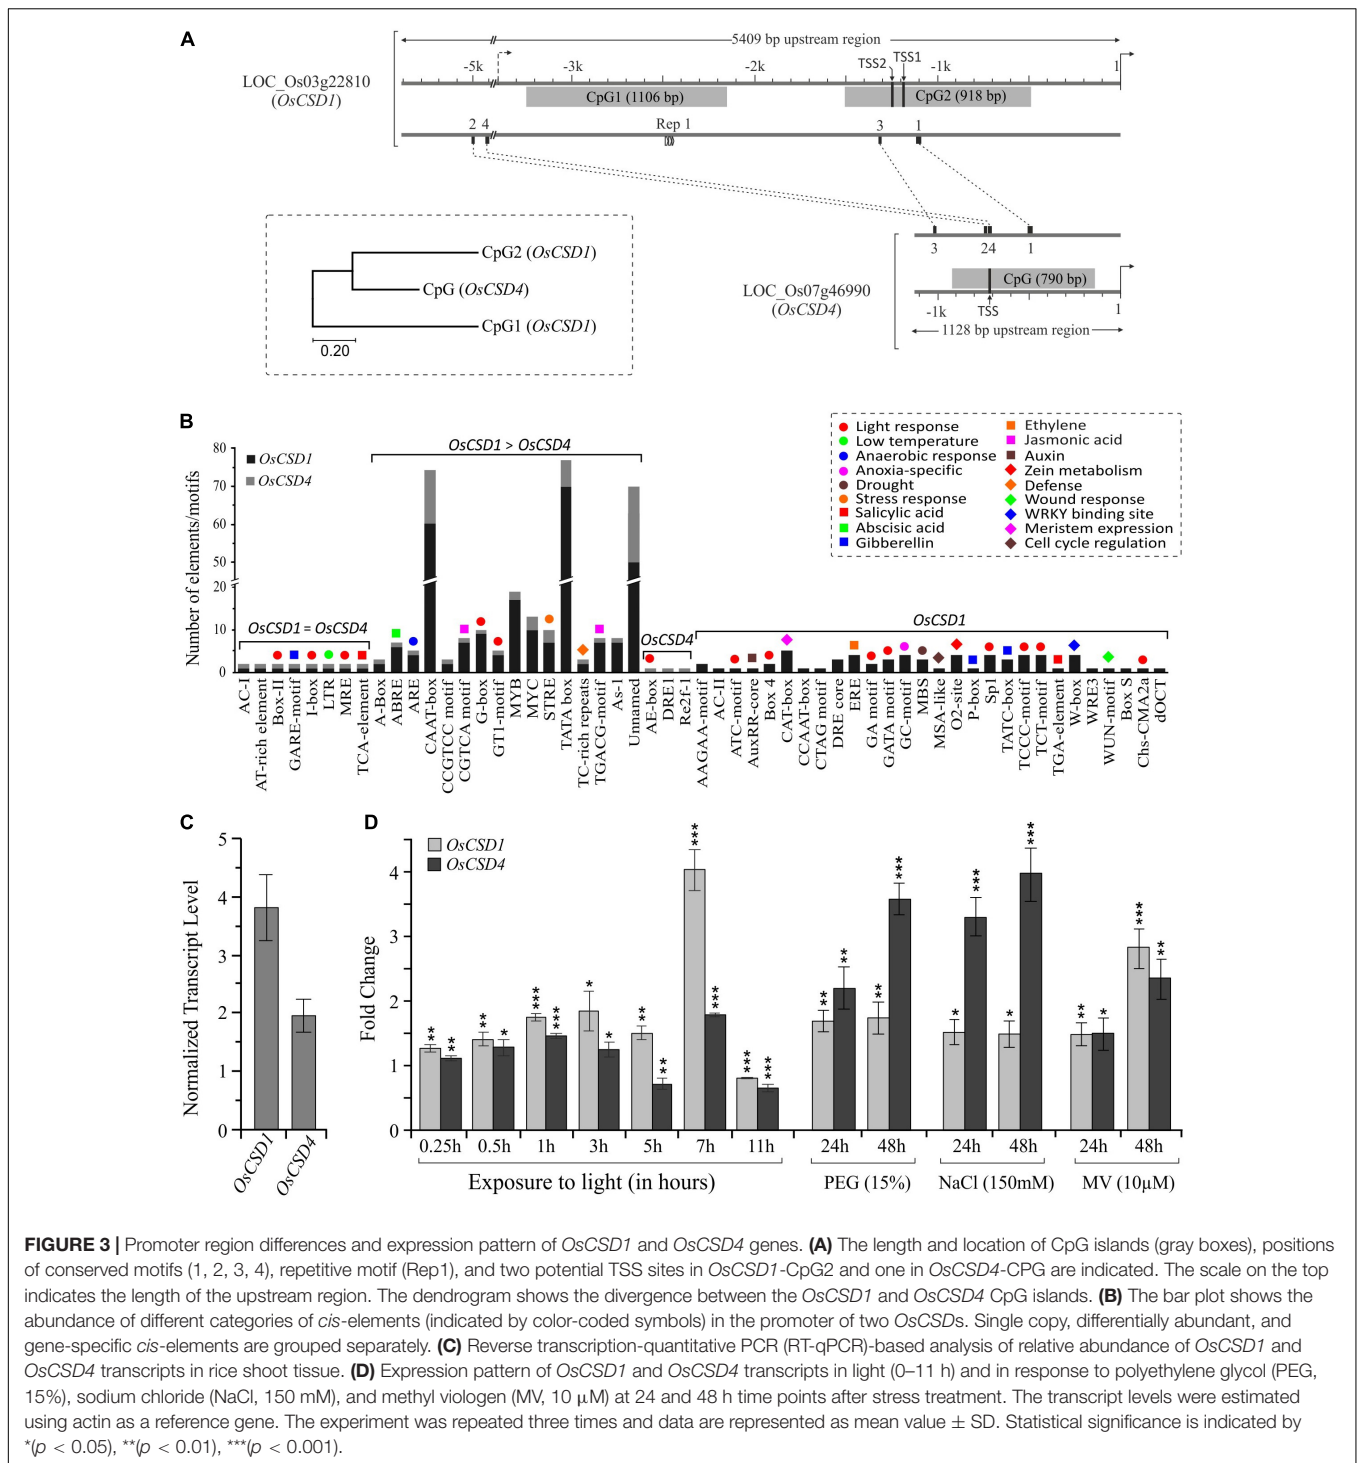 A
5409 bp upstream region
LOC_Os03g22810
(OsCSD1)
-5k
-3k
-2k
TSS2
TSS1
-1k
1
CpG1 (1106 bp)
CpG2 (918 bp)
2 4
Rep 1
3
1
3
24
1
CpG (790 bp)
LOC_Os07g46990
(OsCSD4)
-1k
TSS
1
1128 bp upstream region
CpG2 (OsCSD1)
CpG (OsCSD4)
CpG1 (OsCSD1)
0.20
B
Number of elements/motifs
80
70
60
50
20
10
0
OsCSD1
OsCSD4
OsCSD1 = OsCSD4
OsCSD1 > OsCSD4
OsCSD4
OsCSD1
Light response
Low temperature
Anaerobic response
Anoxia-specific
Drought
Stress response
Salicylic acid
Abscisic acid
Gibberellin
Ethylene
Jasmonic acid
Auxin
Zein metabolism
Defense
Wound response
WRKY binding site
Meristem expression
Cell cycle regulation
AC-I
AT-rich element
Box-II
GARE-motif
I-box
LTR
MRE
TCA-element
A-Box
ABRE
ARE
CAAT-box
CCGTCC motif
CGTCA motif
G-box
GT1-motif
MYB
MYC
STRE
TATA box
TC-rich repeats
TGACG-motif
As-1
Unnamed
AE-box
DRE1
Re2f-1
AAGAA-motif
AC-II
ATC-motif
AuxRR-core
Box 4
CAT-box
CCAAT-box
CTAG motif
DRE core
ERE
GA motif
GATA motif
GC-motif
MBS
MSA-like
O2-site
P-box
Sp1
TATC-box
TCCC-motif
TCT-motif
TGA-element
W-box
WRE3
WUN-motif
Box S
Chs-CMA2a
dOCT
C
Normalized Transcript Level
5
4
3
2
1
0
OsCSD1
OsCSD4
D
Fold Change
4
3
2
1
0
OsCSD1
OsCSD4
** ** ** * *** *** * * ** ** *** *** *** *** ** ** ** *** * *** * *** ** * *** **
0.25h 0.5h 1h 3h 5h 7h 11h 24h 48h 24h 48h 24h 48h
Exposure to light (in hours) PEG (15%) NaCl (150mM) MV (10µM)
FIGURE 3 | Promoter region differences and expression pattern of OsCSD1 and OsCSD4 genes. (A) The length and location of CpG islands (gray boxes), positions
of conserved motifs (1, 2, 3, 4), repetitive motif (Rep1), and two potential TSS sites in OsCSD1-CpG2 and one in OsCSD4-CPG are indicated. The scale on the top
indicates the length of the upstream region. The dendrogram shows the divergence between the OsCSD1 and OsCSD4 CpG islands. (B) The bar plot shows the
abundance of different categories of cis-elements (indicated by color-coded symbols) in the promoter of two OsCSDs. Single copy, differentially abundant, and
gene-specific cis-elements are grouped separately. (C) Reverse transcription-quantitative PCR (RT-qPCR)-based analysis of relative abundance of OsCSD1 and
OsCSD4 transcripts in rice shoot tissue. (D) Expression pattern of OsCSD1 and OsCSD4 transcripts in light (0–11 h) and in response to polyethylene glycol (PEG,
15%), sodium chloride (NaCl, 150 mM), and methyl viologen (MV, 10 µM) at 24 and 48 h time points after stress treatment. The transcript levels were estimated
using actin as a reference gene. The experiment was repeated three times and data are represented as mean value ± SD. Statistical significance is indicated by
*(p < 0.05), **(p < 0.01), ***(p < 0.001).